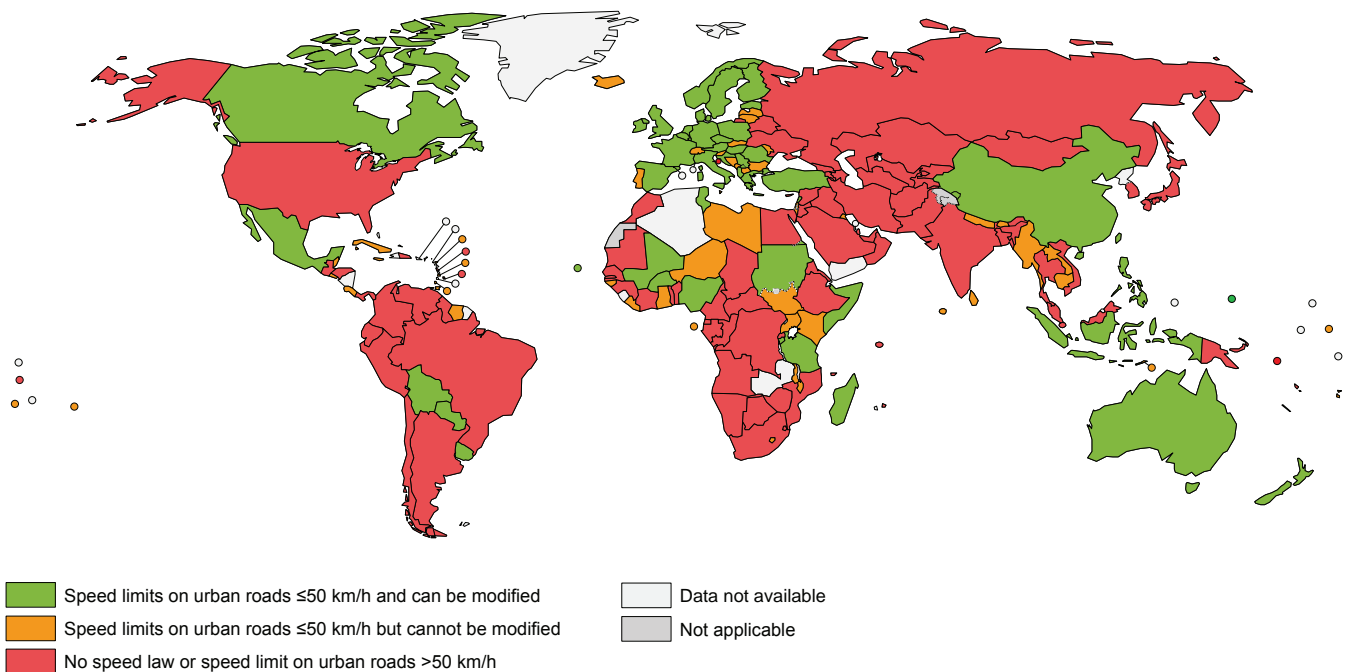 Speed limits on urban roads ≤50 km/h and can be modified
Speed limits on urban roads ≤50 km/h but cannot be modified
No speed law or speed limit on urban roads >50 km/h
Data not available
Not applicable